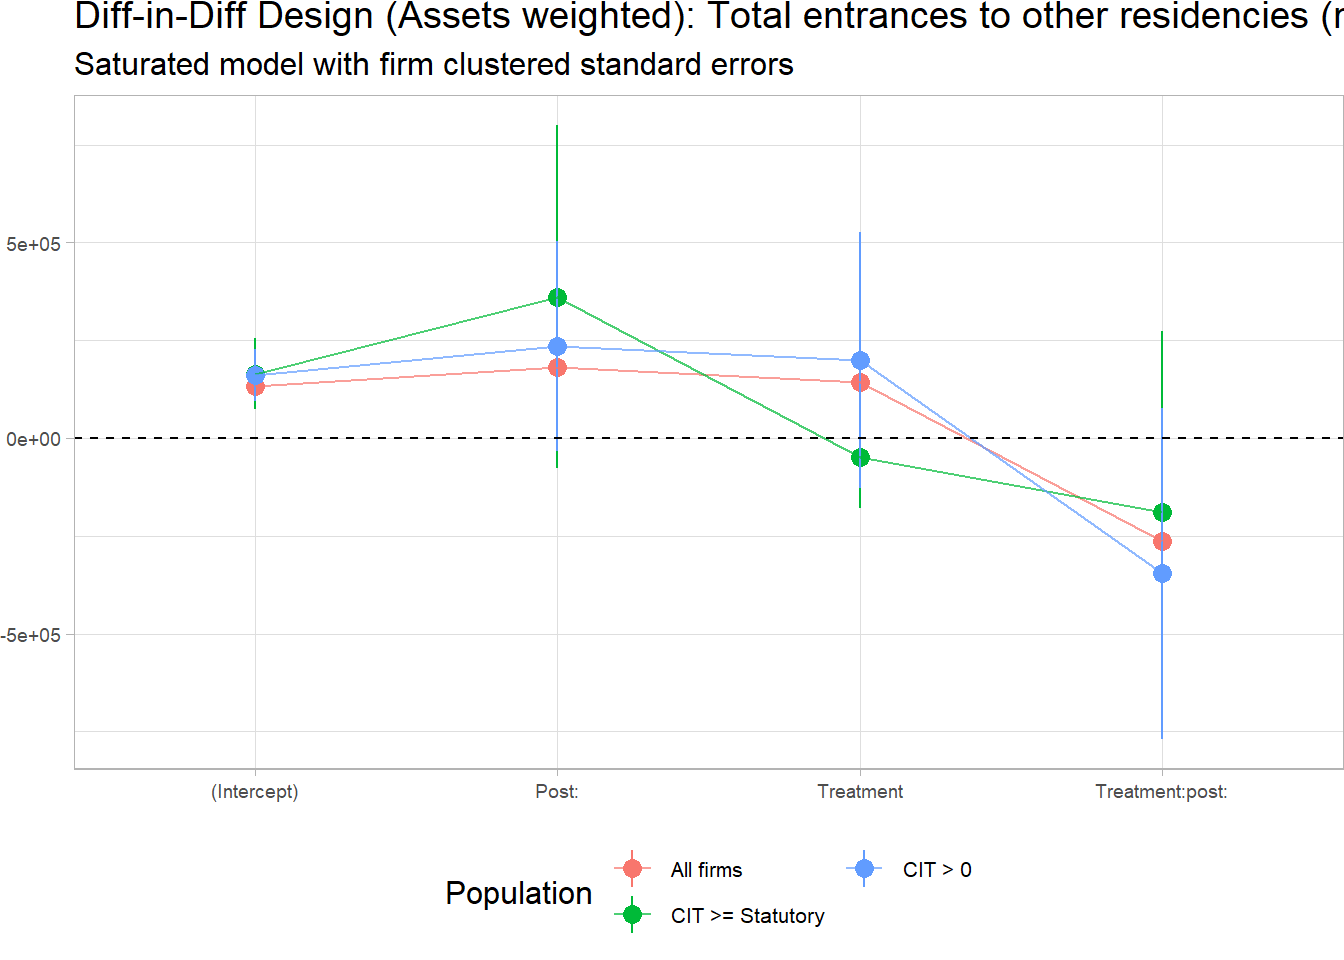 Diff-in-Diff Design (Assets weighted): Total entrances to other residencies (
Saturated model with firm clustered standard errors
5e+05
0e+00
-5e+05
(Intercept)
Post:
Treatment
Treatment:post:
Population
All firms
CIT > 0
CIT >= Statutory